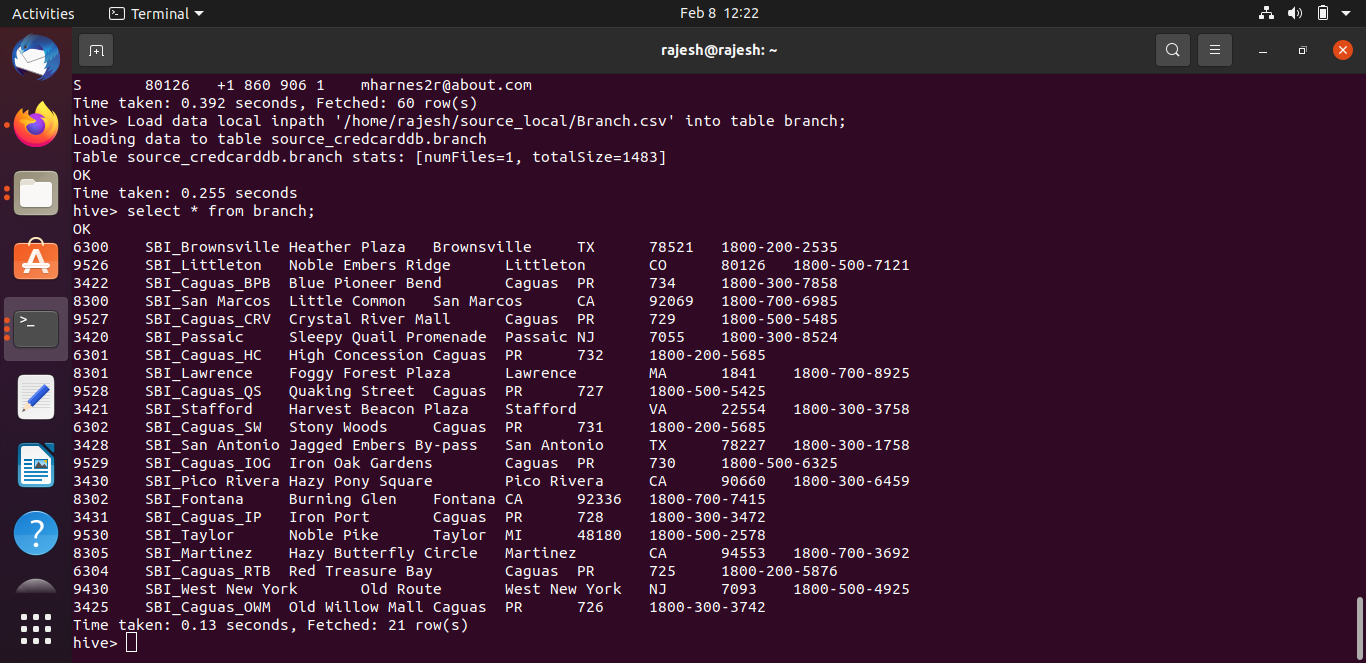 Activities Terminal Feb 8 12:22
rajesh@rajesh: ~
S 80126 +1 860 906 1 mharnes2r@about.com
Time taken: 0.392 seconds, Fetched: 60 row(s)
hive> Load data local inpath '/home/rajesh/source_local/Branch.csv' into table branch;
Loading data to table source_credcarddb.branch
Table source_credcarddb.branch stats: [numFiles=1, totalSize=1483]
OK
Time taken: 0.255 seconds
hive> select * from branch;
OK
6300 SBI_Brownsville Heather Plaza Brownsville TX 78521 1800-200-2535
9526 SBI_Littleton Noble Embers Ridge Littleton CO 80126 1800-500-7121
3422 SBI_Caguas_BPB Blue Pioneer Bend Caguas PR 734 1800-300-7858
8300 SBI_San Marcos Little Common San Marcos CA 92069 1800-700-6985
9527 SBI_Caguas_CRV Crystal River Mall Caguas PR 729 1800-500-5485
3420 SBI_Passaic Sleepy Quail Promenade Passaic NJ 7055 1800-300-8524
6301 SBI_Caguas_HC High Concession Caguas PR 732 1800-200-5685
8301 SBI_Lawrence Foggy Forest Plaza Lawrence MA 1841 1800-700-8925
9528 SBI_Caguas_QS Quaking Street Caguas PR 727 1800-500-5425
3421 SBI_Stafford Harvest Beacon Plaza Stafford VA 22554 1800-300-3758
6302 SBI_Caguas_SW Stony Woods Caguas PR 731 1800-200-5685
3428 SBI_San Antonio Jagged Embers By-pass San Antonio TX 78227 1800-300-1758
9529 SBI_Caguas_IOG Iron Oak Gardens Caguas PR 730 1800-500-6325
3430 SBI_Pico Rivera Hazy Pony Square Pico Rivera CA 90660 1800-300-6459
8302 SBI_Fontana Burning Glen Fontana CA 92336 1800-700-7415
3431 SBI_Caguas_IP Iron Port Caguas PR 728 1800-300-3472
9530 SBI_Taylor Noble Pike Taylor MI 48180 1800-500-2578
8305 SBI_Martinez Hazy Butterfly Circle Martinez CA 94553 1800-700-3692
6304 SBI_Caguas_RTB Red Treasure Bay Caguas PR 725 1800-200-5876
9430 SBI_West New York Old Route West New York NJ 7093 1800-500-4925
3425 SBI_Caguas_OWM Old Willow Mall Caguas PR 726 1800-300-3742
Time taken: 0.13 seconds, Fetched: 21 row(s)
hive>